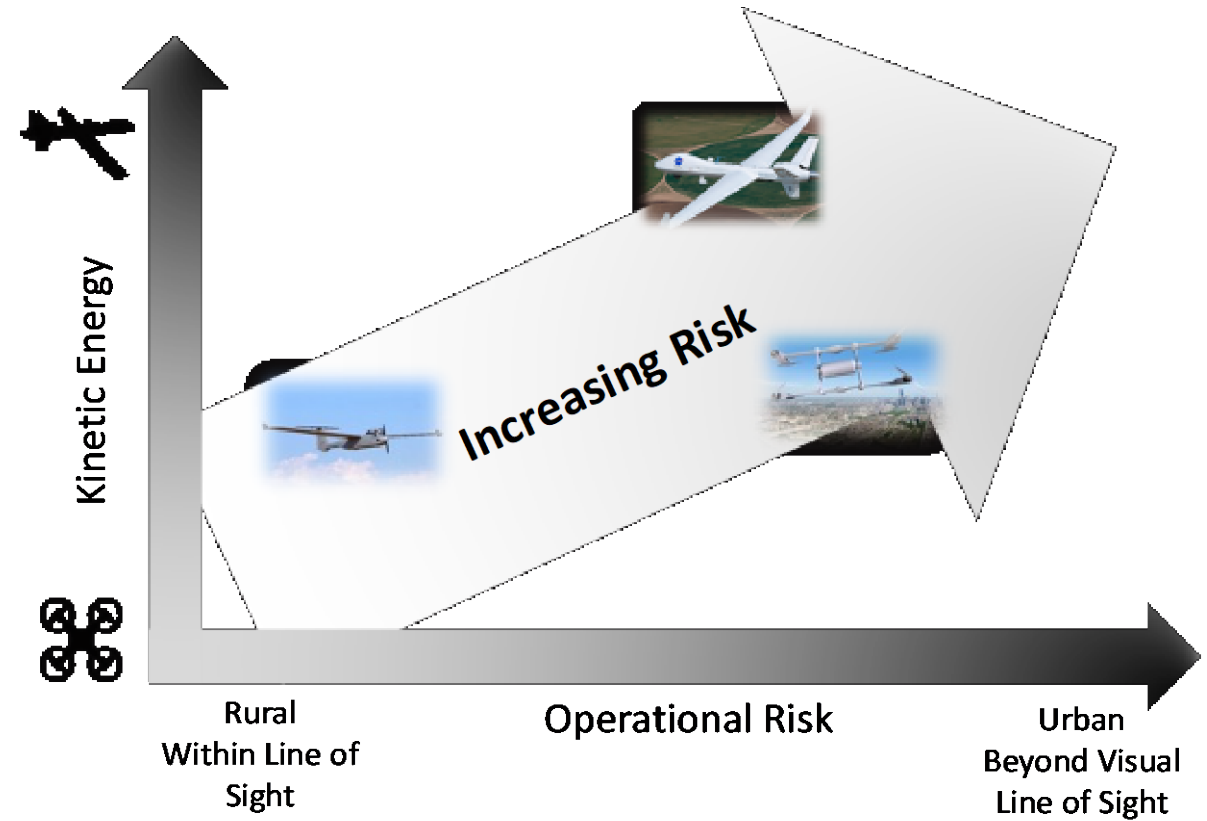 Kinetic Energy
Increasing Risk
Rural
Within Line of
Sight
Operational Risk
Urban
Beyond Visual
Line of Sight